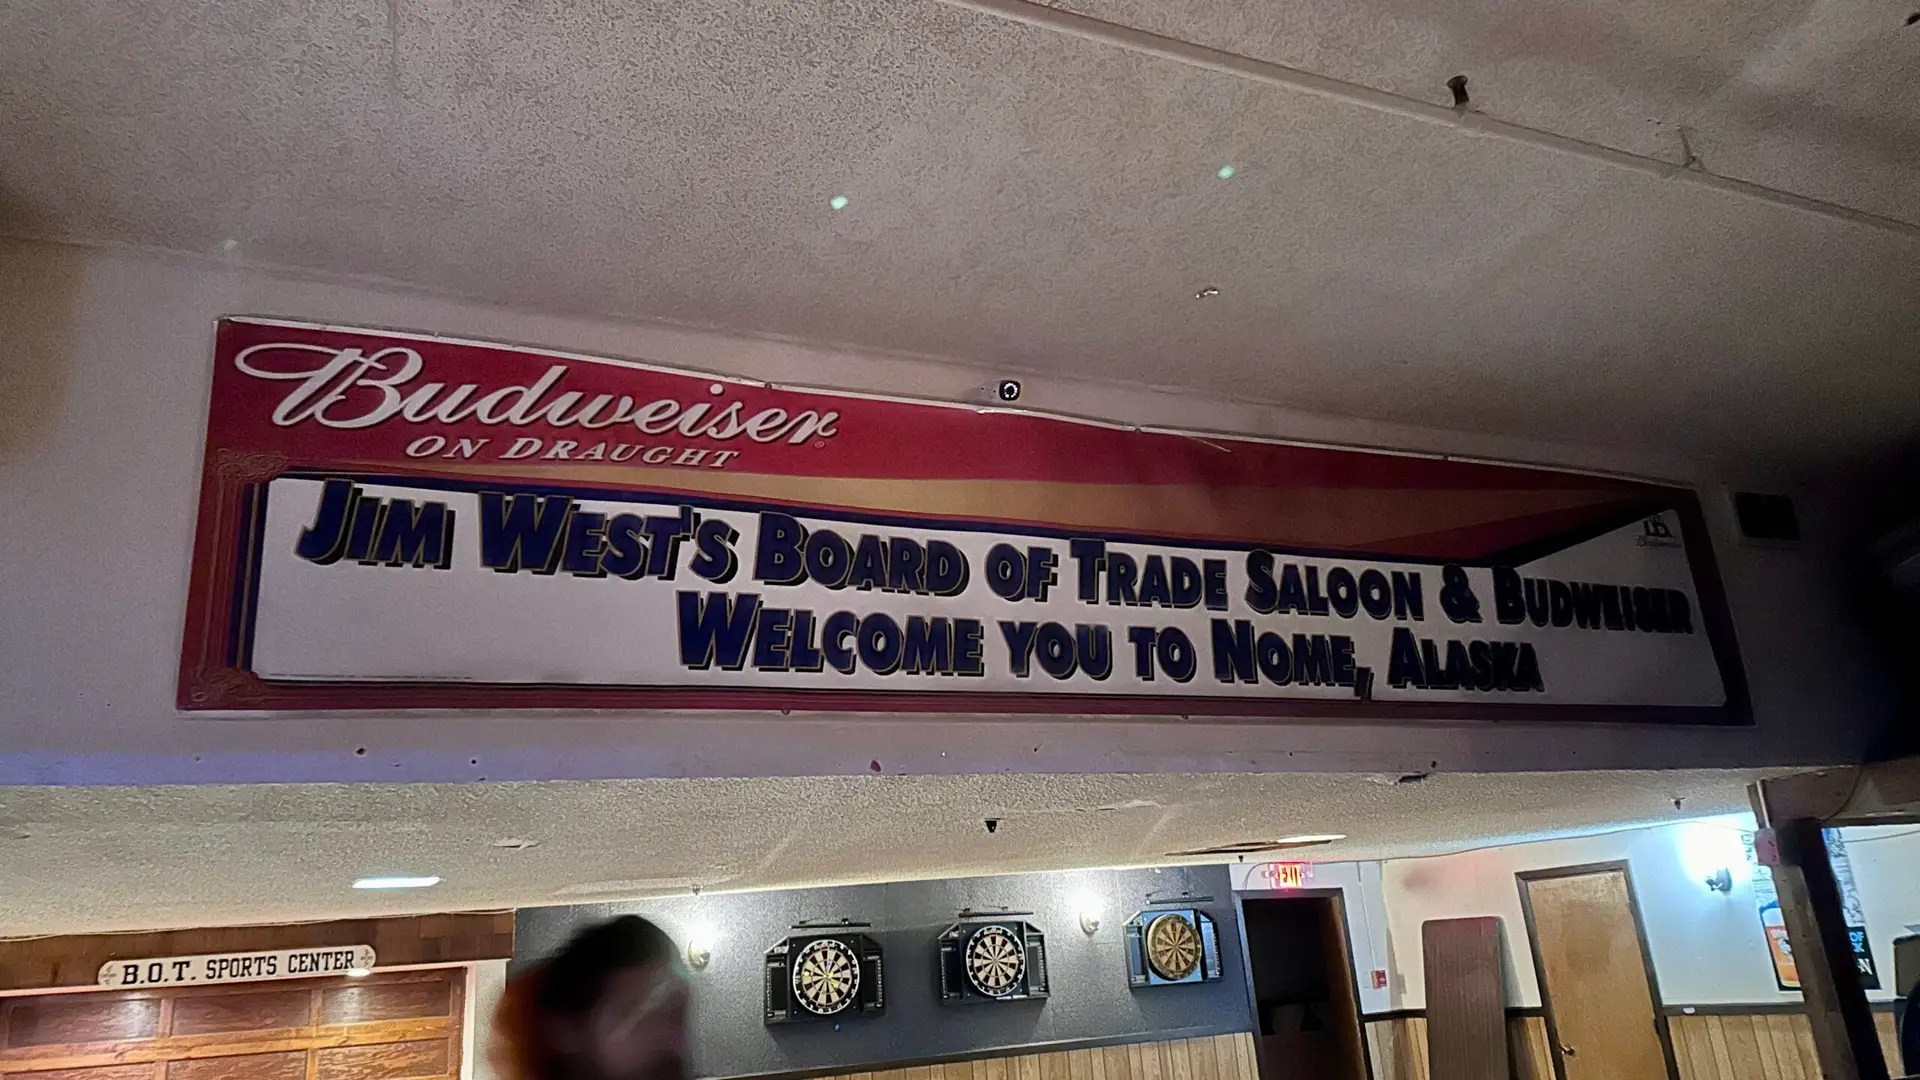 Budweiser
ON DRAUGHT
JIM WEST'S BOARD OF TRADE SALOON & BUDWEISER
WELCOME YOU TO NOME, ALASKA
B.O.T. SPORTS CENTER